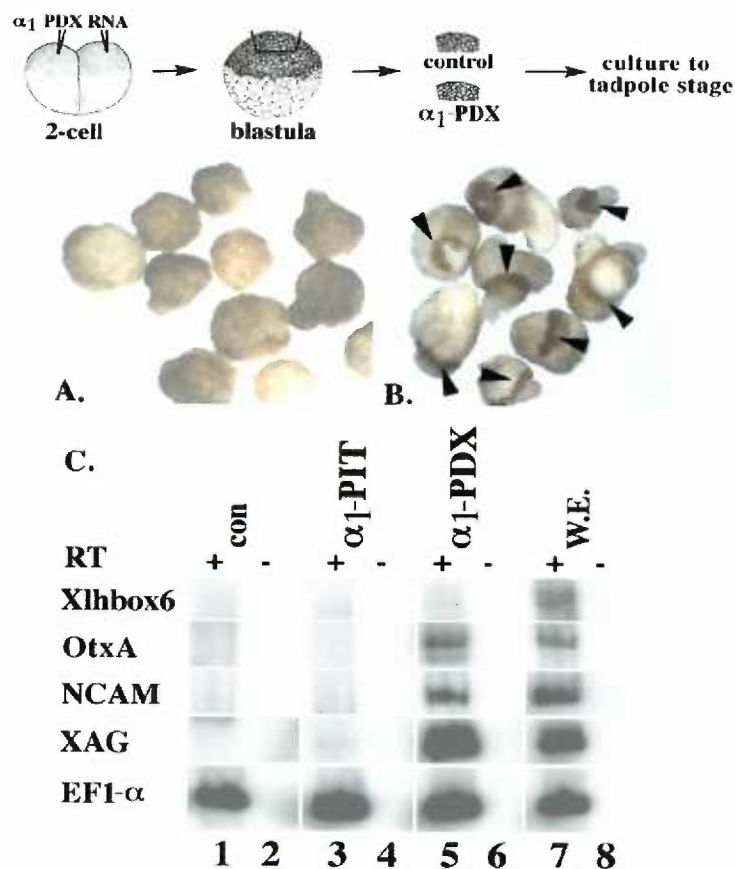 α1 PDX RNA
2-cell
blastula
control
α1-PDX
culture to
tadpole stage
A.
B.
C.
con
α1-PIT
α1-PDX
W.E.
RT + - + - + - + -
Xlhbox6
OtxA
NCAM
XAG
EF1-α
1 2 3 4 5 6 7 8